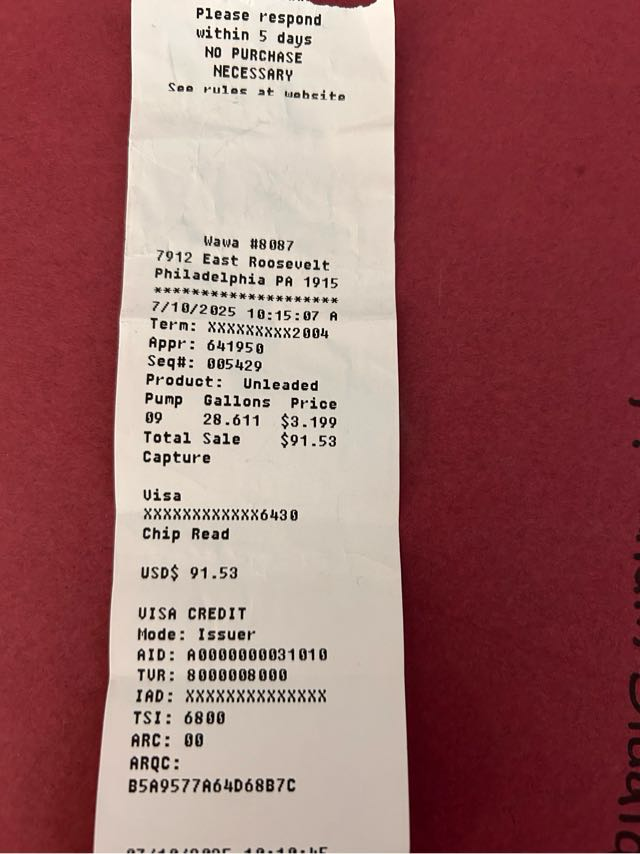 Please respond
within 5 days
NO PURCHASE
NECESSARY
See rules at website
Wawa #8087
7912 East Roosevelt
Philadelphia PA 1915
********************
7/10/2025 10:15:07 A
Term: XXXXXXXXX2004
Appr: 641950
Seq#: 005429
Product: Unleaded
Pump Gallons Price
09 28.611 $3.199
Total Sale $91.53
Capture
Visa
XXXXXXXXXXXX6430
Chip Read
USD$ 91.53
VISA CREDIT
Mode: Issuer
AID: A0000000031010
TVR: 8000008000
IAD: XXXXXXXXXXXXXX
TSI: 6800
ARC: 00
ARQC:
B5A9577A64D68B7C